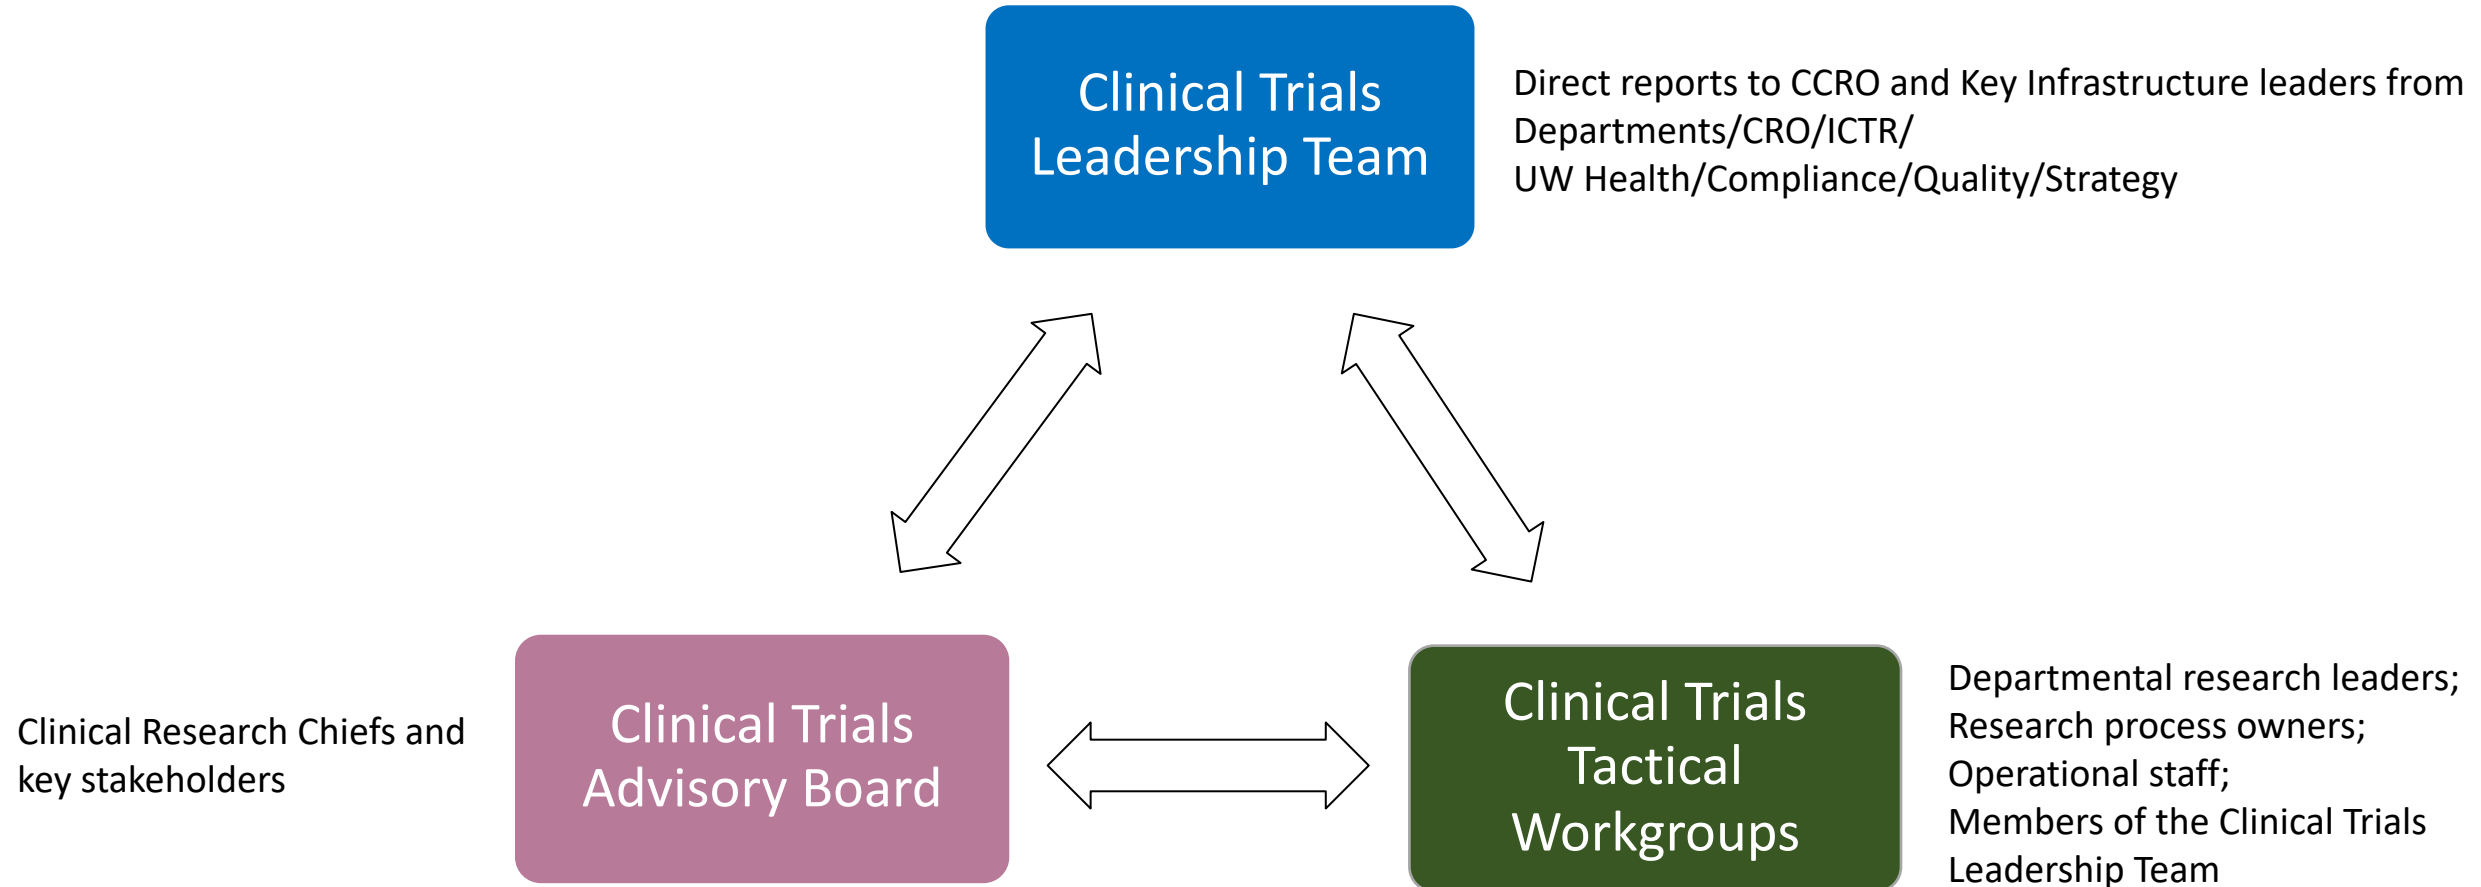 Clinical Trials
Leadership Team
Direct reports to CCRO and Key Infrastructure leaders from
Departments/CRO/ICTR/
UW Health/Compliance/Quality/Strategy
Clinical Research Chiefs and
key stakeholders
Clinical Trials
Advisory Board
Clinical Trials
Tactical
Workgroups
Departmental research leaders;
Research process owners;
Operational staff;
Members of the Clinical Trials
Leadership Team